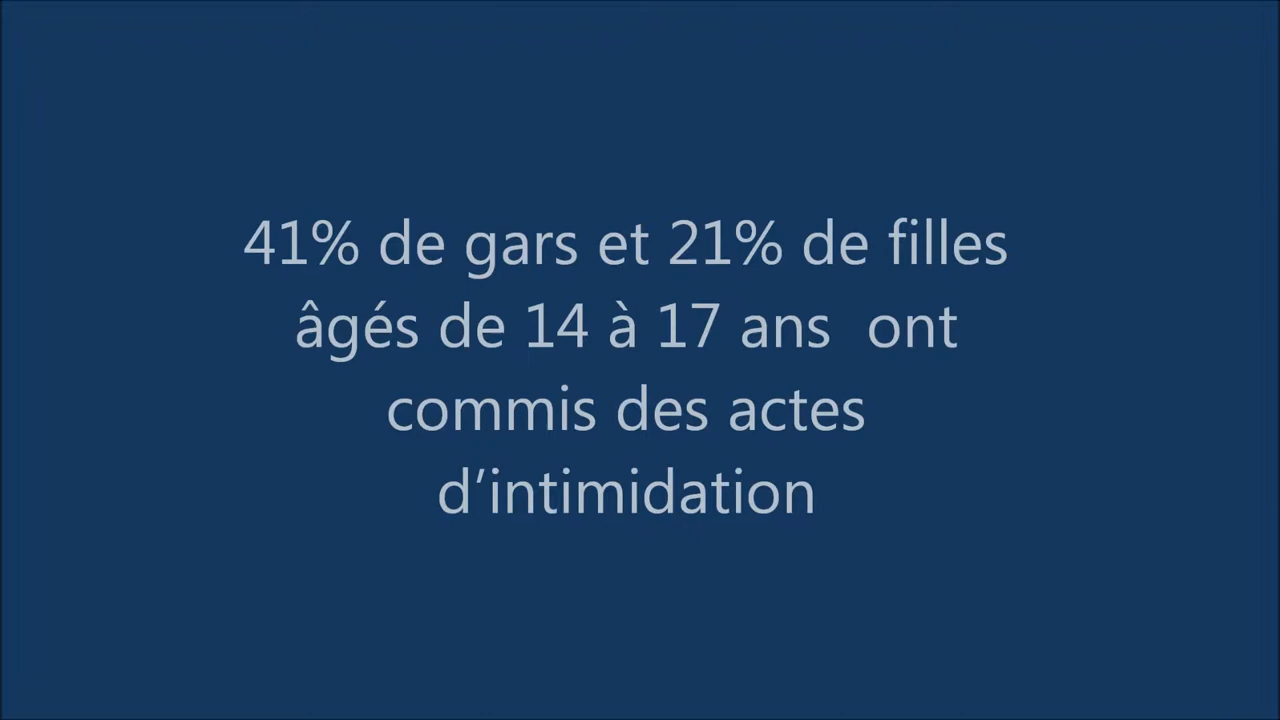 41% de gars et 21% de filles
âgés de 14 à 17 ans  ont
commis des actes
d’intimidation